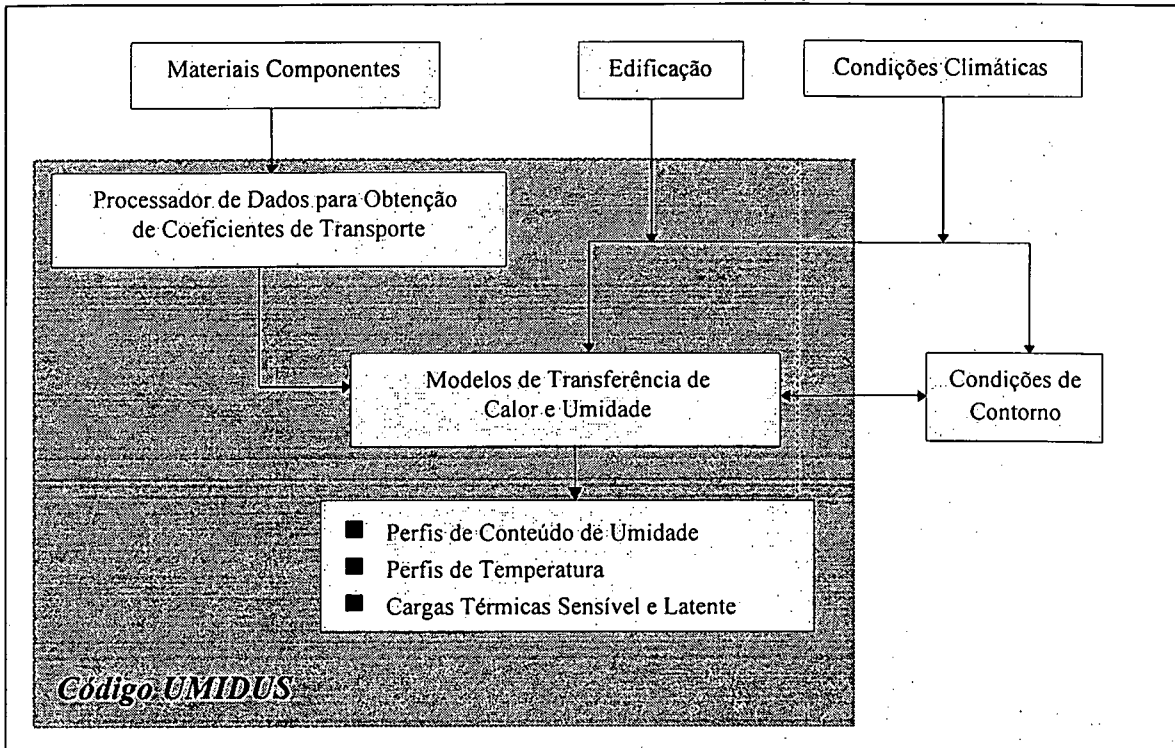 Materiais Componentes
Edificação
Condições Climáticas
Processador de Dados para Obtenção
de Coeficientes de Transporte
Modelos de Transferência de
Calor e Umidade
Condições de
Contorno
Perfis de Conteúdo de Umidade
Perfis de Temperatura
Cargas Térmicas Sensível e Latente
Código UMIDUS